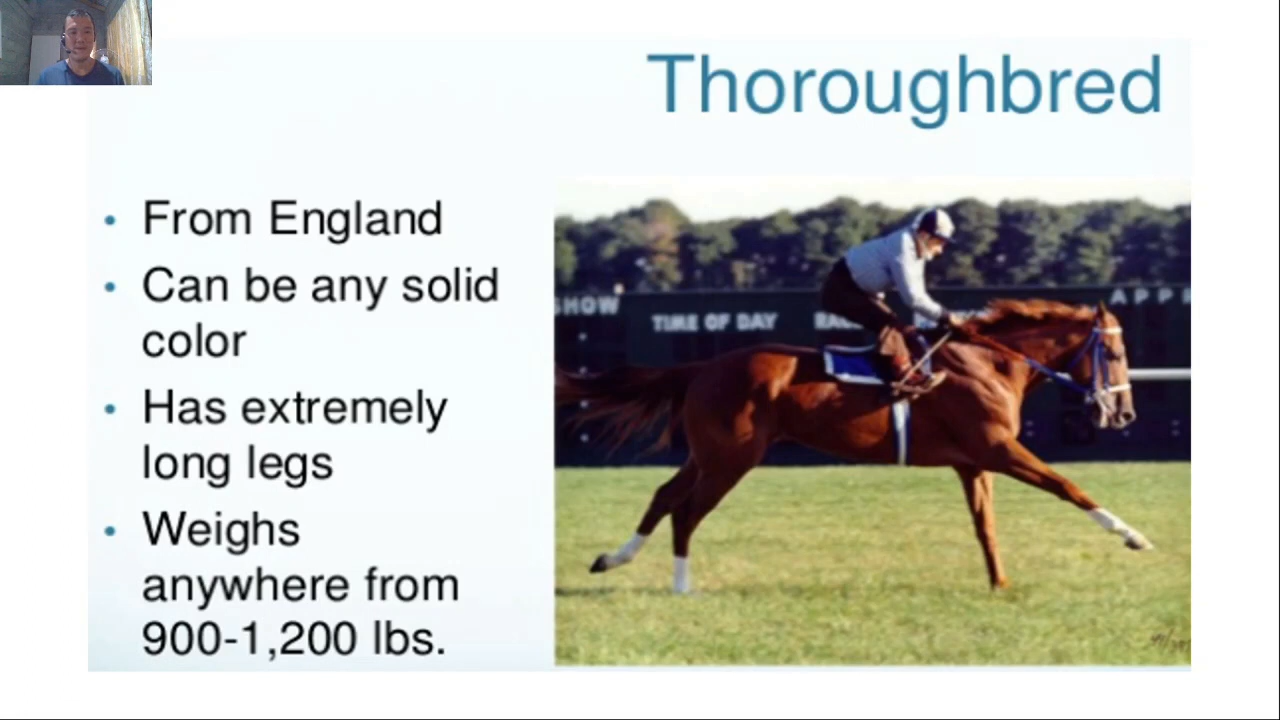 Thoroughbred
• From England
• Can be any solid
color
• Has extremely
long legs
• Weighs
anywhere from
900-1,200 lbs.
SHOW
TIME OF DAY
APP